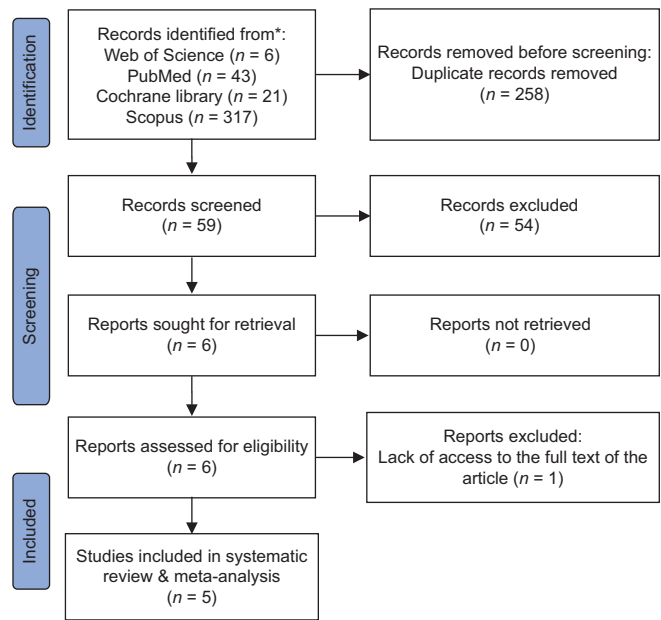 Identification
Records identified from*:
Web of Science (n = 6)
PubMed (n = 43)
Cochrane library (n = 21)
Scopus (n = 317)
Records removed before screening:
Duplicate records removed
(n = 258)
Screening
Records screened
(n = 59)
Records excluded
(n = 54)
Reports sought for retrieval
(n = 6)
Reports not retrieved
(n = 0)
Reports assessed for eligibility
(n = 6)
Reports excluded:
Lack of access to the full text of the
article (n = 1)
Included
Studies included in systematic
review & meta-analysis
(n = 5)